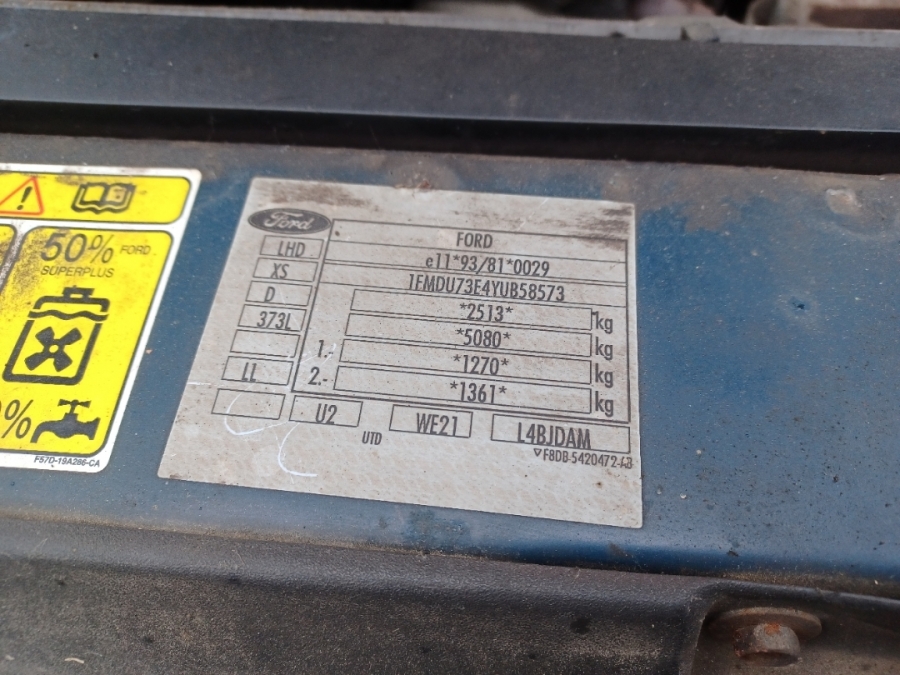 50% FORD
SUPERPLUS
%
F57D-19A286-CA
Ford
FORD
LHD
e11*93/81*0029
XS
1FMDU73E4YUB58573
D
*2513* kg
373L
*5080* kg
1.- *1270* kg
LL
2.- *1361* kg
U2 WE21 L4BJDAM
UTD
F8DB-5420472-AB